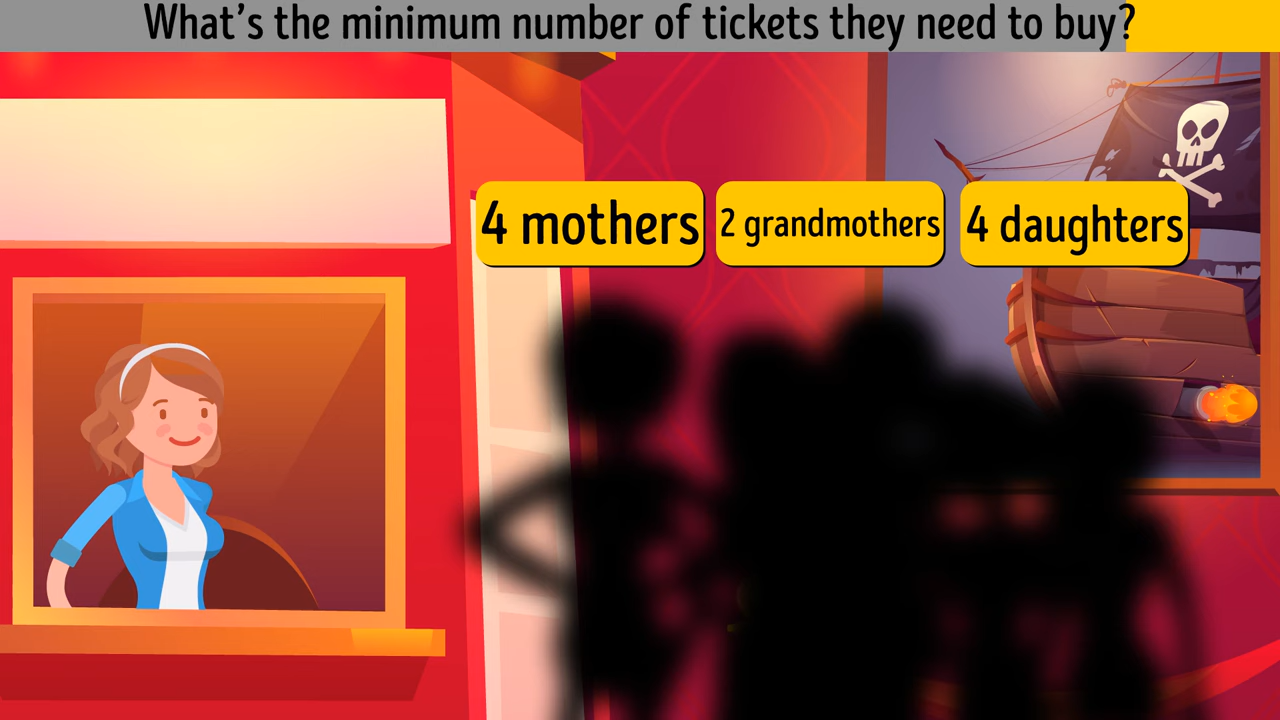 What's the minimum number of tickets they need to buy?
4 mothers
2 grandmothers
4 daughters